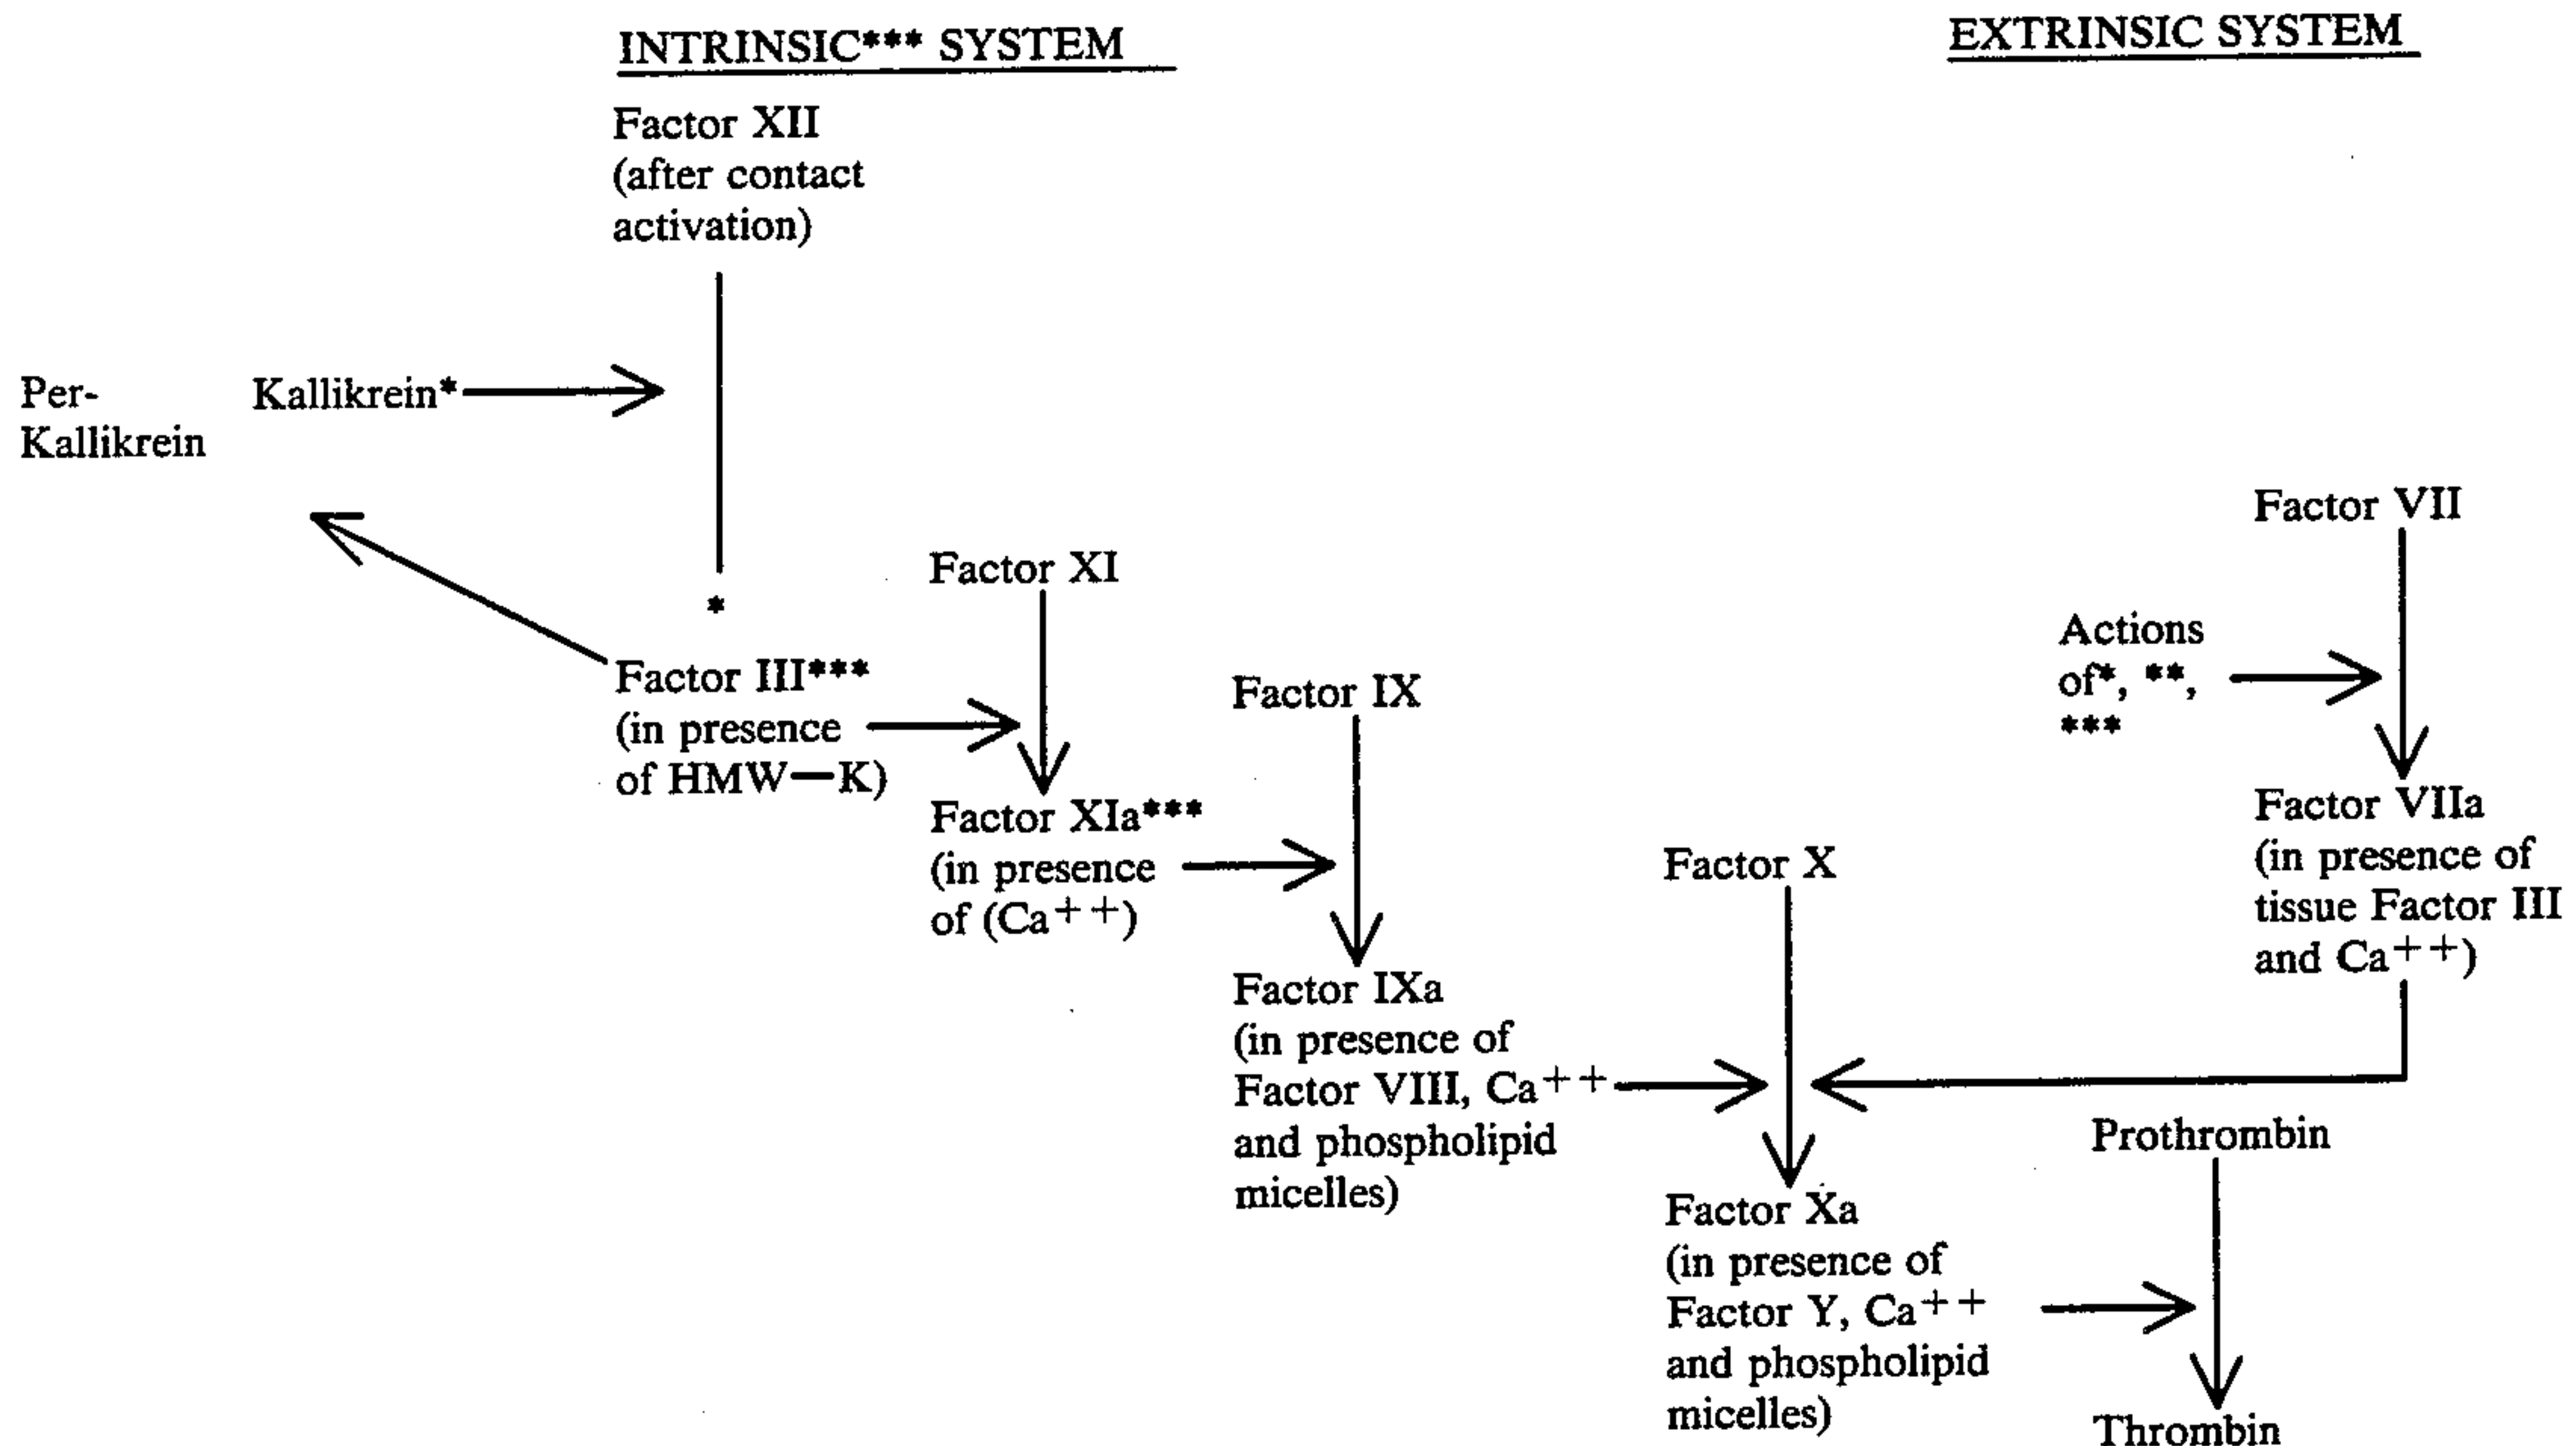 INTRINSIC*** SYSTEM
EXTRINSIC SYSTEM
Factor XII
(after contact
activation)
Per-
Kallikrein
Kallikrein*
*
Factor III***
(in presence
of HMW—K)
Factor XI
Factor XIa***
(in presence
of (Ca++)
Factor IX
Factor IXa
(in presence of
Factor VIII, Ca++
and phospholipid
micelles)
Factor X
Factor Xa
(in presence of
Factor Y, Ca++
and phospholipid
micelles)
Factor VII
Actions
of*, **,
***
Factor VIIa
(in presence of
tissue Factor III
and Ca++)
Prothrombin
Thrombin